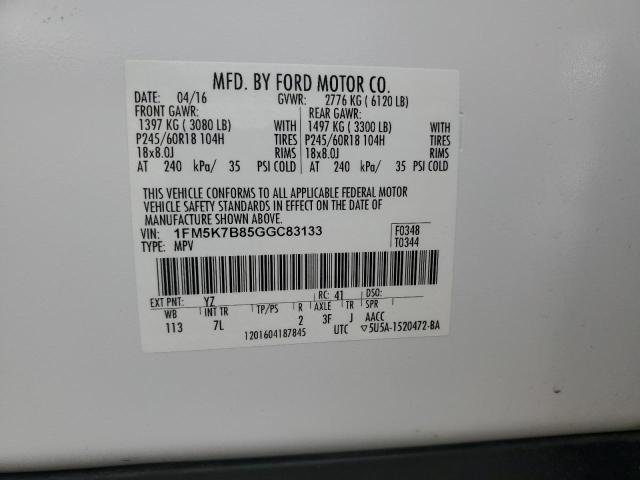 MFD. BY FORD MOTOR CO.
DATE: 04/16 GVWR: 2776 KG ( 6120 LB)
FRONT GAWR: REAR GAWR:
1397 KG ( 3080 LB) WITH 1497 KG ( 3300 LB) WITH
P245/60R18 104H TIRES P245/60R18 104H TIRES
18x8.0J RIMS 18x8.0J RIMS
AT 240 kPa/ 35 PSI COLD AT 240 kPa/ 35 PSI COLD
THIS VEHICLE CONFORMS TO ALL APPLICABLE FEDERAL MOTOR
VEHICLE SAFETY STANDARDS IN EFFECT ON THE DATE OF
MANUFACTURE SHOWN ABOVE.
VIN: 1FM5K7B85GGC83133 F0348
TYPE: MPV T0344
EXT PNT: YZ RC: 41 DSO:
WB INT TR TP/PS R AXLE TR SPR
113 7L 2 3F J AACC
1201604187845 UTC ▽5U5A-1520472-BA